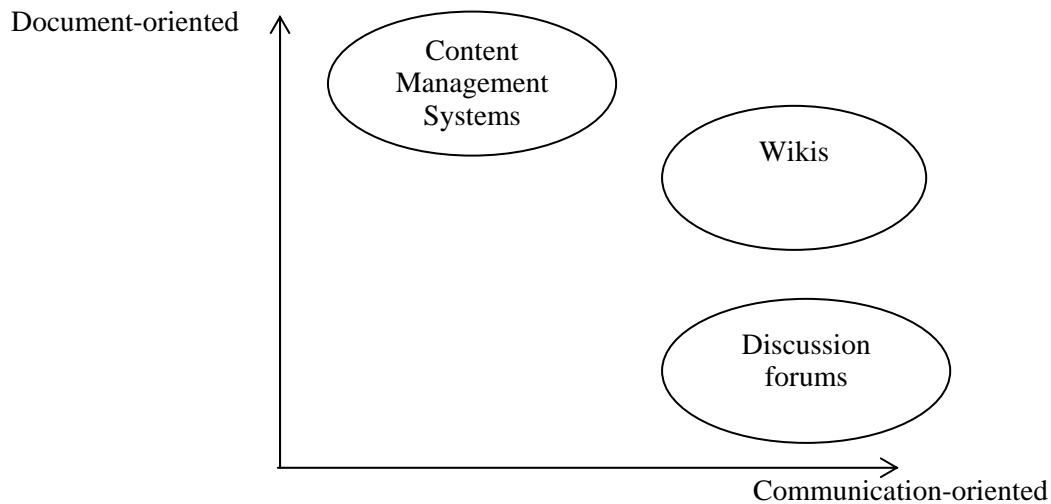 Document-oriented
Content
Management
Systems
Wikis
Discussion
forums
Communication-oriented